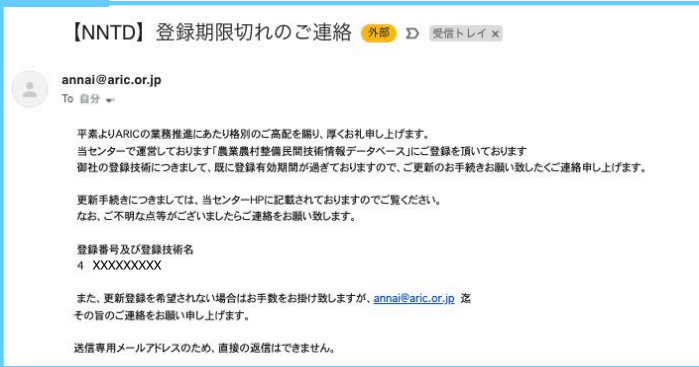 【NNTD】登録期限切れのご連絡 外部 受信トレイ ×
annai@aric.or.jp
To 自分
平素よりARICの業務推進にあたり格別のご高配を賜り、厚くお礼申し上げます。
当センターで運営しております「農業農村整備民間技術情報データベース」にご登録を頂いております
御社の登録技術につきまして、既に登録有効期間が過ぎておりますので、ご更新のお手続きお願い致したくご連絡申し上げます。
更新手続きにつきましては、当センターHPに記載されておりますのでご覧ください。
なお、ご不明な点等がございましたらご連絡をお願い致します。
登録番号及び登録技術名
4 XXXXXXXXX
また、更新登録を希望されない場合はお手数をお掛け致しますが、annai@aric.or.jp 迄
その旨のご連絡をお願い申し上げます。
送信専用メールアドレスのため、直接の返信はできません。